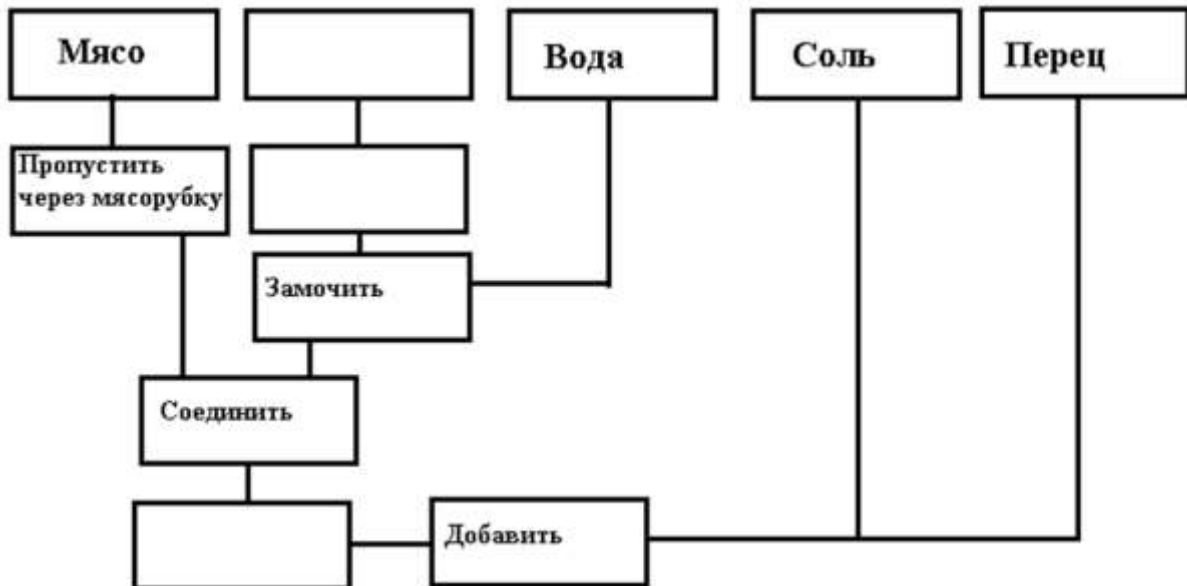 Мясо
Вода
Соль
Перец
Пропустить
через мясорубку
Замочить
Соединить
Добавить